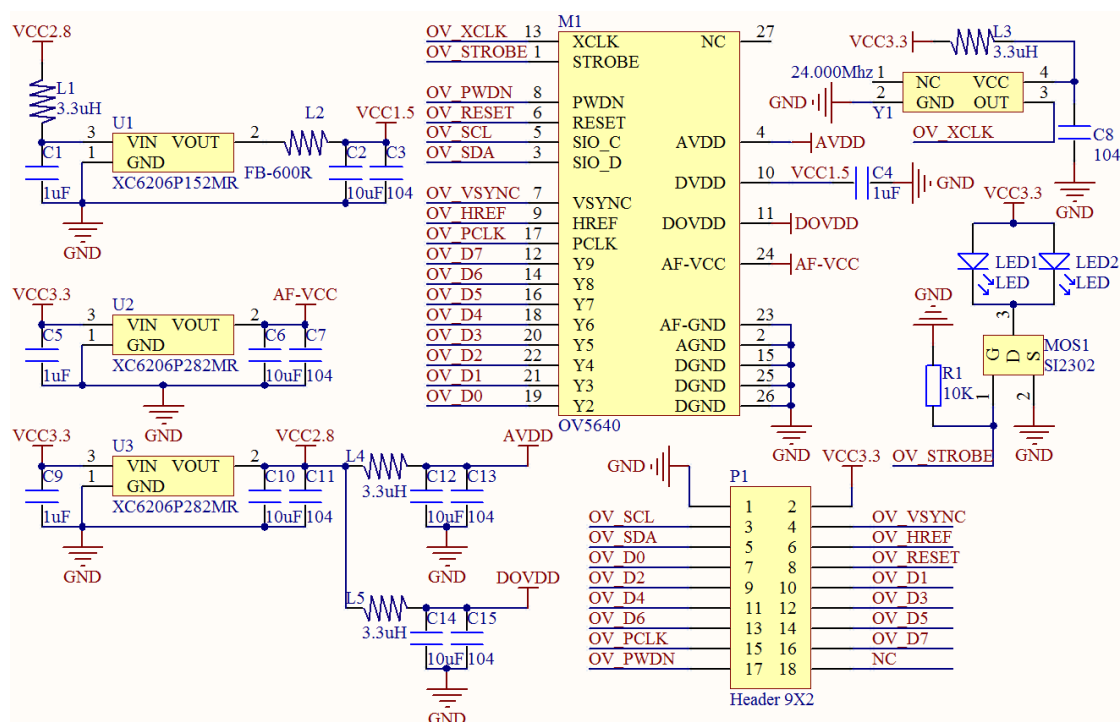 VCC2.8
L1
3.3uH
U1
3 VIN VOUT 2
1 GND
XC6206P152MR
C1
1uF
L2
FB-600R
VCC1.5
C2 C3
10uF 104
GND
VCC3.3
U2
3 VIN VOUT 2
1 GND
XC6206P282MR
C5
1uF
AF-VCC
C6 C7
10uF 104
GND
VCC3.3
U3
3 VIN VOUT 2
1 GND
XC6206P282MR
C9
1uF
VCC2.8
C10 C11
10uF 104
GND
L4
3.3uH
AVDD
C12 C13
10uF 104
GND
L5
3.3uH
DOVDD
C14 C15
10uF 104
GND
M1
OV_XCLK 13 XCLK
OV_STROBE 1 STROBE
OV_PWDN 8 PWDN
OV_RESET 6 RESET
OV_SCL 5 SIO_C
OV_SDA 3 SIO_D
OV_VSYNC 7 VSYNC
OV_HREF 9 HREF
OV_PCLK 17 PCLK
OV_D7 12 Y9
OV_D6 14 Y8
OV_D5 16 Y7
OV_D4 18 Y6
OV_D3 20 Y5
OV_D2 22 Y4
OV_D1 21 Y3
OV_D0 19 Y2
NC 27
AVDD 4 AVDD
DVDD 10 VCC1.5
C4
1uF
GND
DOVDD 11 DOVDD
AF-VCC 24 AF-VCC
AF-GND 23
AGND 2
DGND 15
DGND 25
DGND 26
GND
OV5640
VCC3.3
L3
3.3uH
24.000Mhz
1 NC VCC 4
GND 2 GND OUT 3
Y1
OV_XCLK
C8
104
GND
VCC3.3
LED1
LED
LED2
LED
GND
R1
10K
3
G D S
MOS1
SI2302
1 2
GND
OV_STROBE
P1
GND
VCC3.3
1 2
OV_SCL 3 4 OV_VSYNC
OV_SDA 5 6 OV_HREF
OV_D0 7 8 OV_RESET
OV_D2 9 10 OV_D1
OV_D4 11 12 OV_D3
OV_D6 13 14 OV_D5
OV_PCLK 15 16 OV_D7
OV_PWDN 17 18 NC
Header 9X2